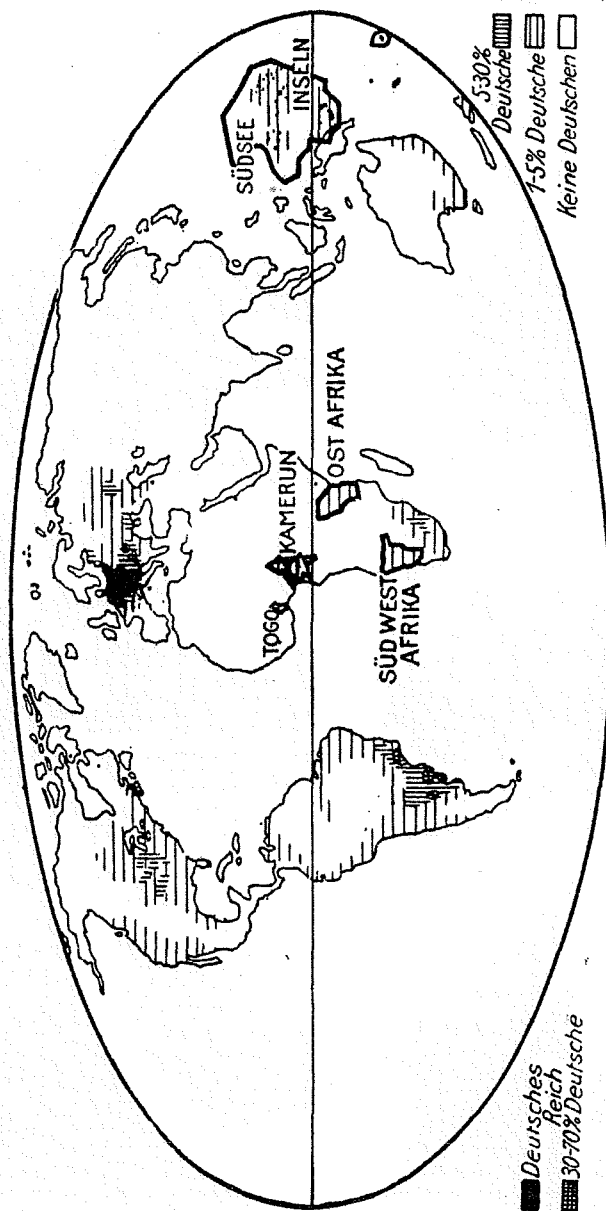 SÜDSEE
INSELN
TOGO
KAMERUN
OST AFRIKA
SÜD WEST
AFRIKA
Deutsches
Reich
30-70% Deutsche
5-30%
Deutsche
1-5% Deutsche
Keine Deutschen